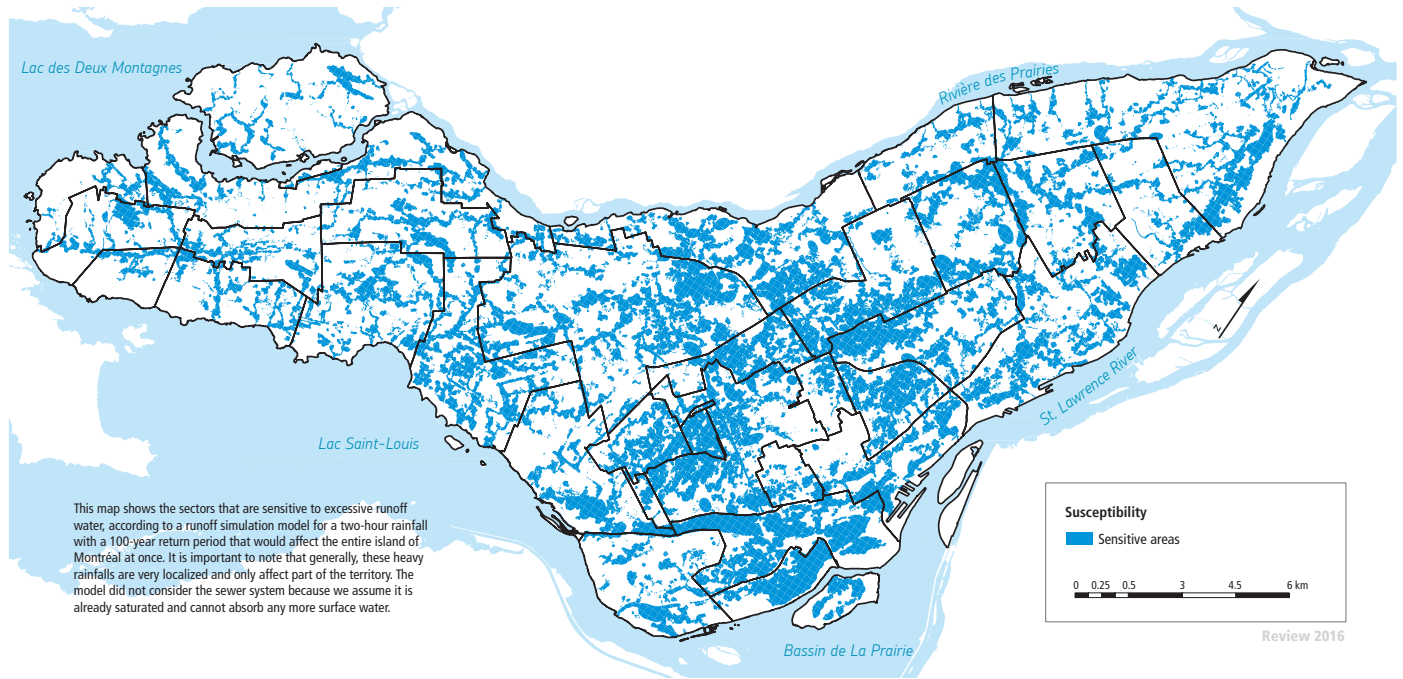 Lac des Deux Montagnes
Rivière des Prairies
N
St. Lawrence River
Lac Saint-Louis
This map shows the sectors that are sensitive to excessive runoff
water, according to a runoff simulation model for a two-hour rainfall
with a 100-year return period that would affect the entire island of
Montréal at once. It is important to note that generally, these heavy
rainfalls are very localized and only affect part of the territory. The
model did not consider the sewer system because we assume it is
already saturated and cannot absorb any more surface water.
Susceptibility
Sensitive areas
0 0.25 0.5 3 4.5 6 km
Review 2016
Bassin de La Prairie